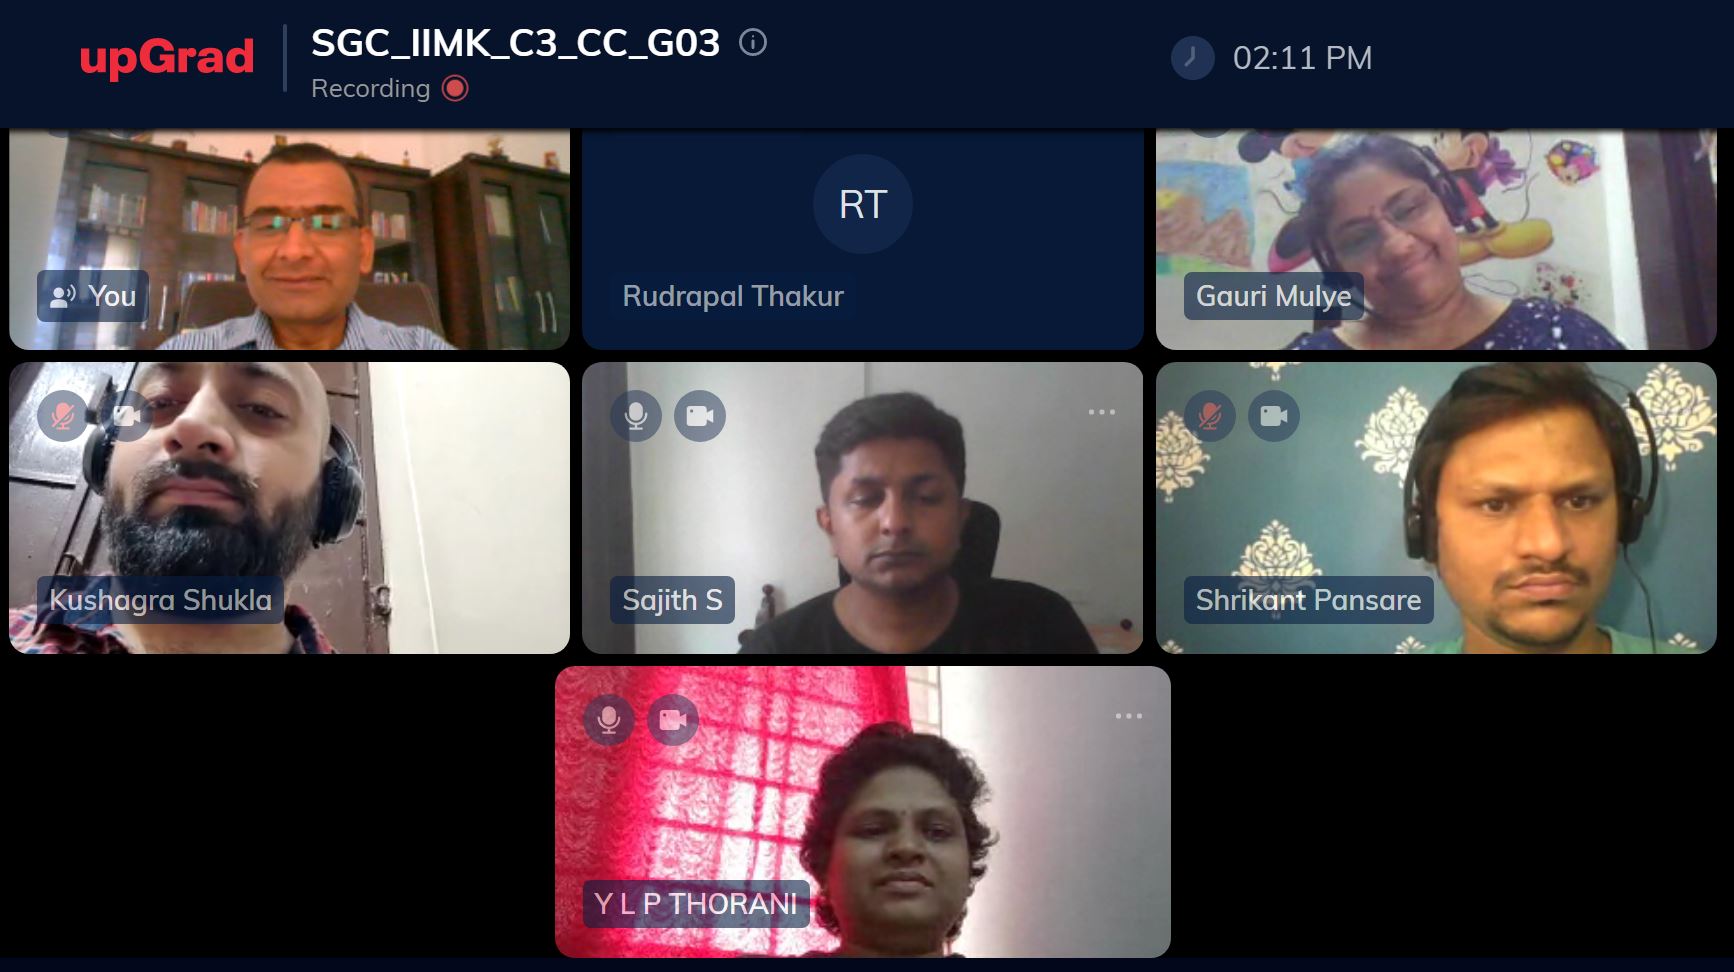 upGrad
SGC_IIMK_C3_CC_G03
Recording
02:11 PM
You
RT
Rudrapal Thakur
Gauri Mulye
Kushagra Shukla
Sajith S
Shrikant Pansare
Y L P THORANI